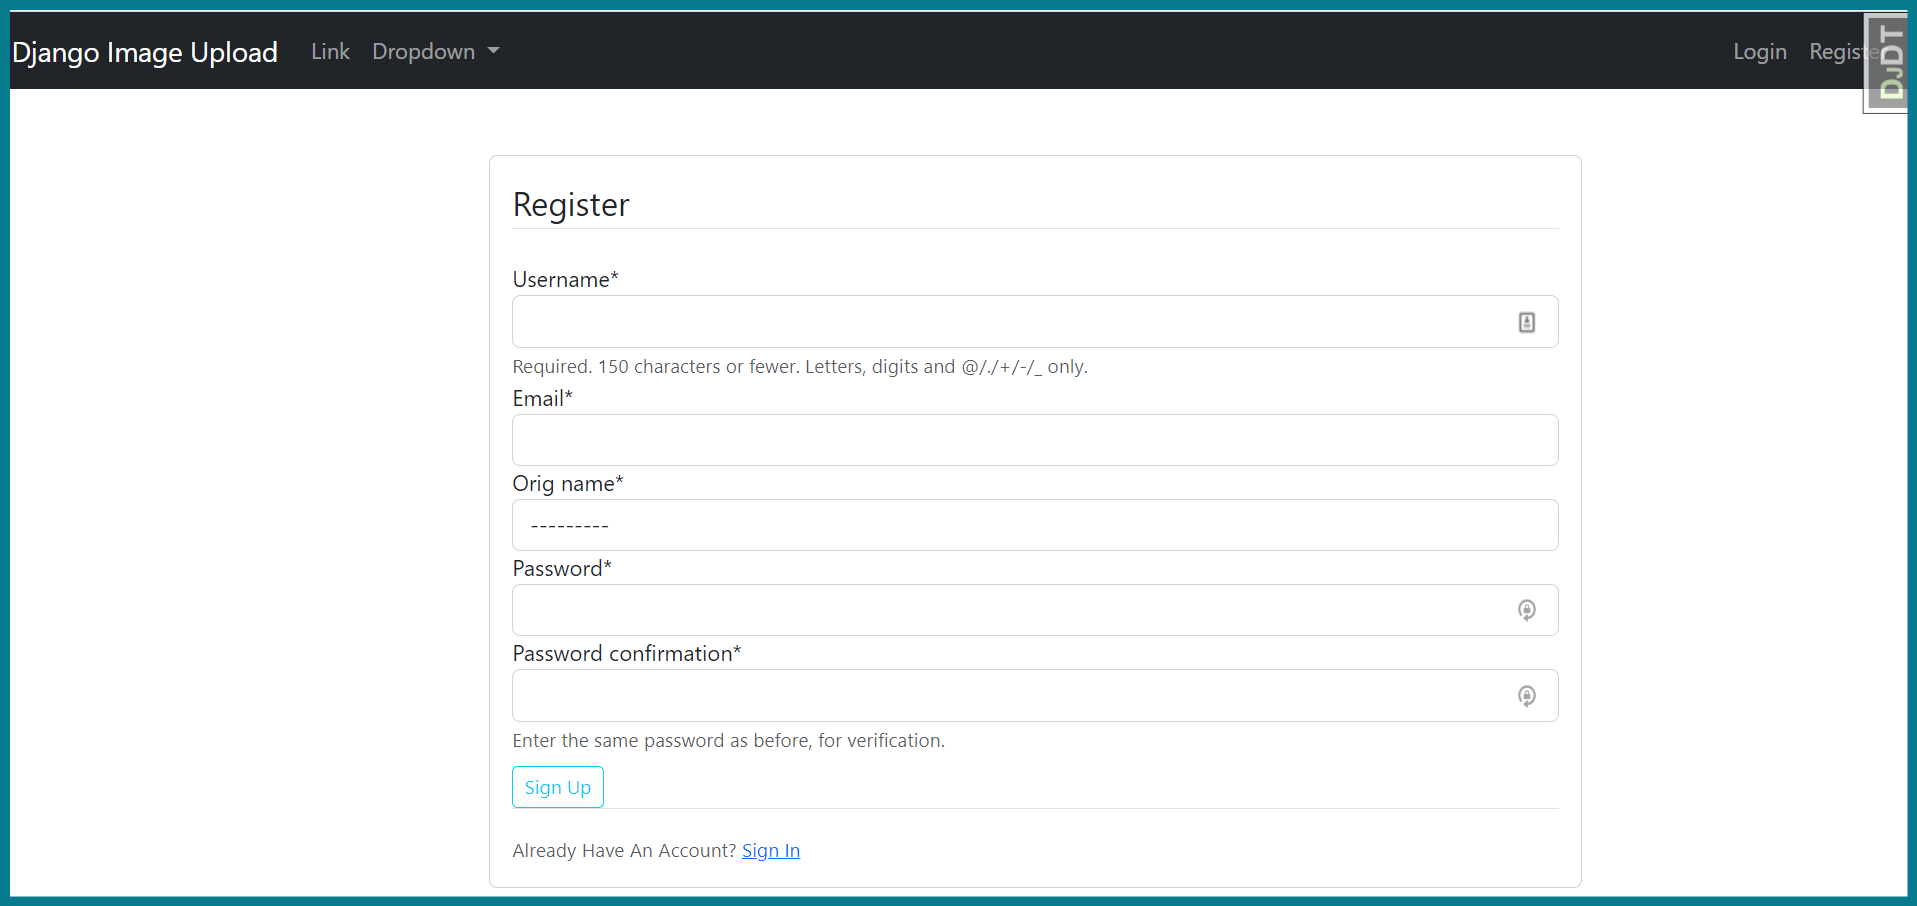 Django Image Upload Link Dropdown Login Registe
DjDT
Register
Username*
Required. 150 characters or fewer. Letters, digits and @/./+/-/_ only.
Email*
Orig name*
---------
Password*
Password confirmation*
Enter the same password as before, for verification.
Sign Up
Already Have An Account? Sign In